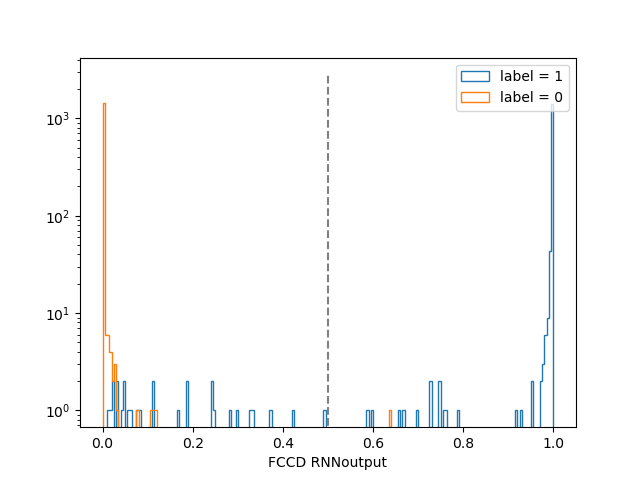 label = 1
label = 0
10³
10²
10¹
10⁰
0.0 0.2 0.4 0.6 0.8 1.0
FCCD RNNoutput